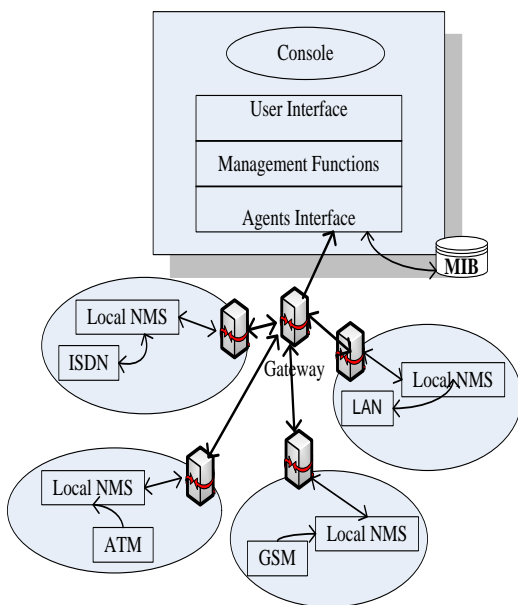 Console
User Interface
Management Functions
Agents Interface
MIB
Local NMS
ISDN
Gateway
Local NMS
LAN
Local NMS
ATM
Local NMS
GSM